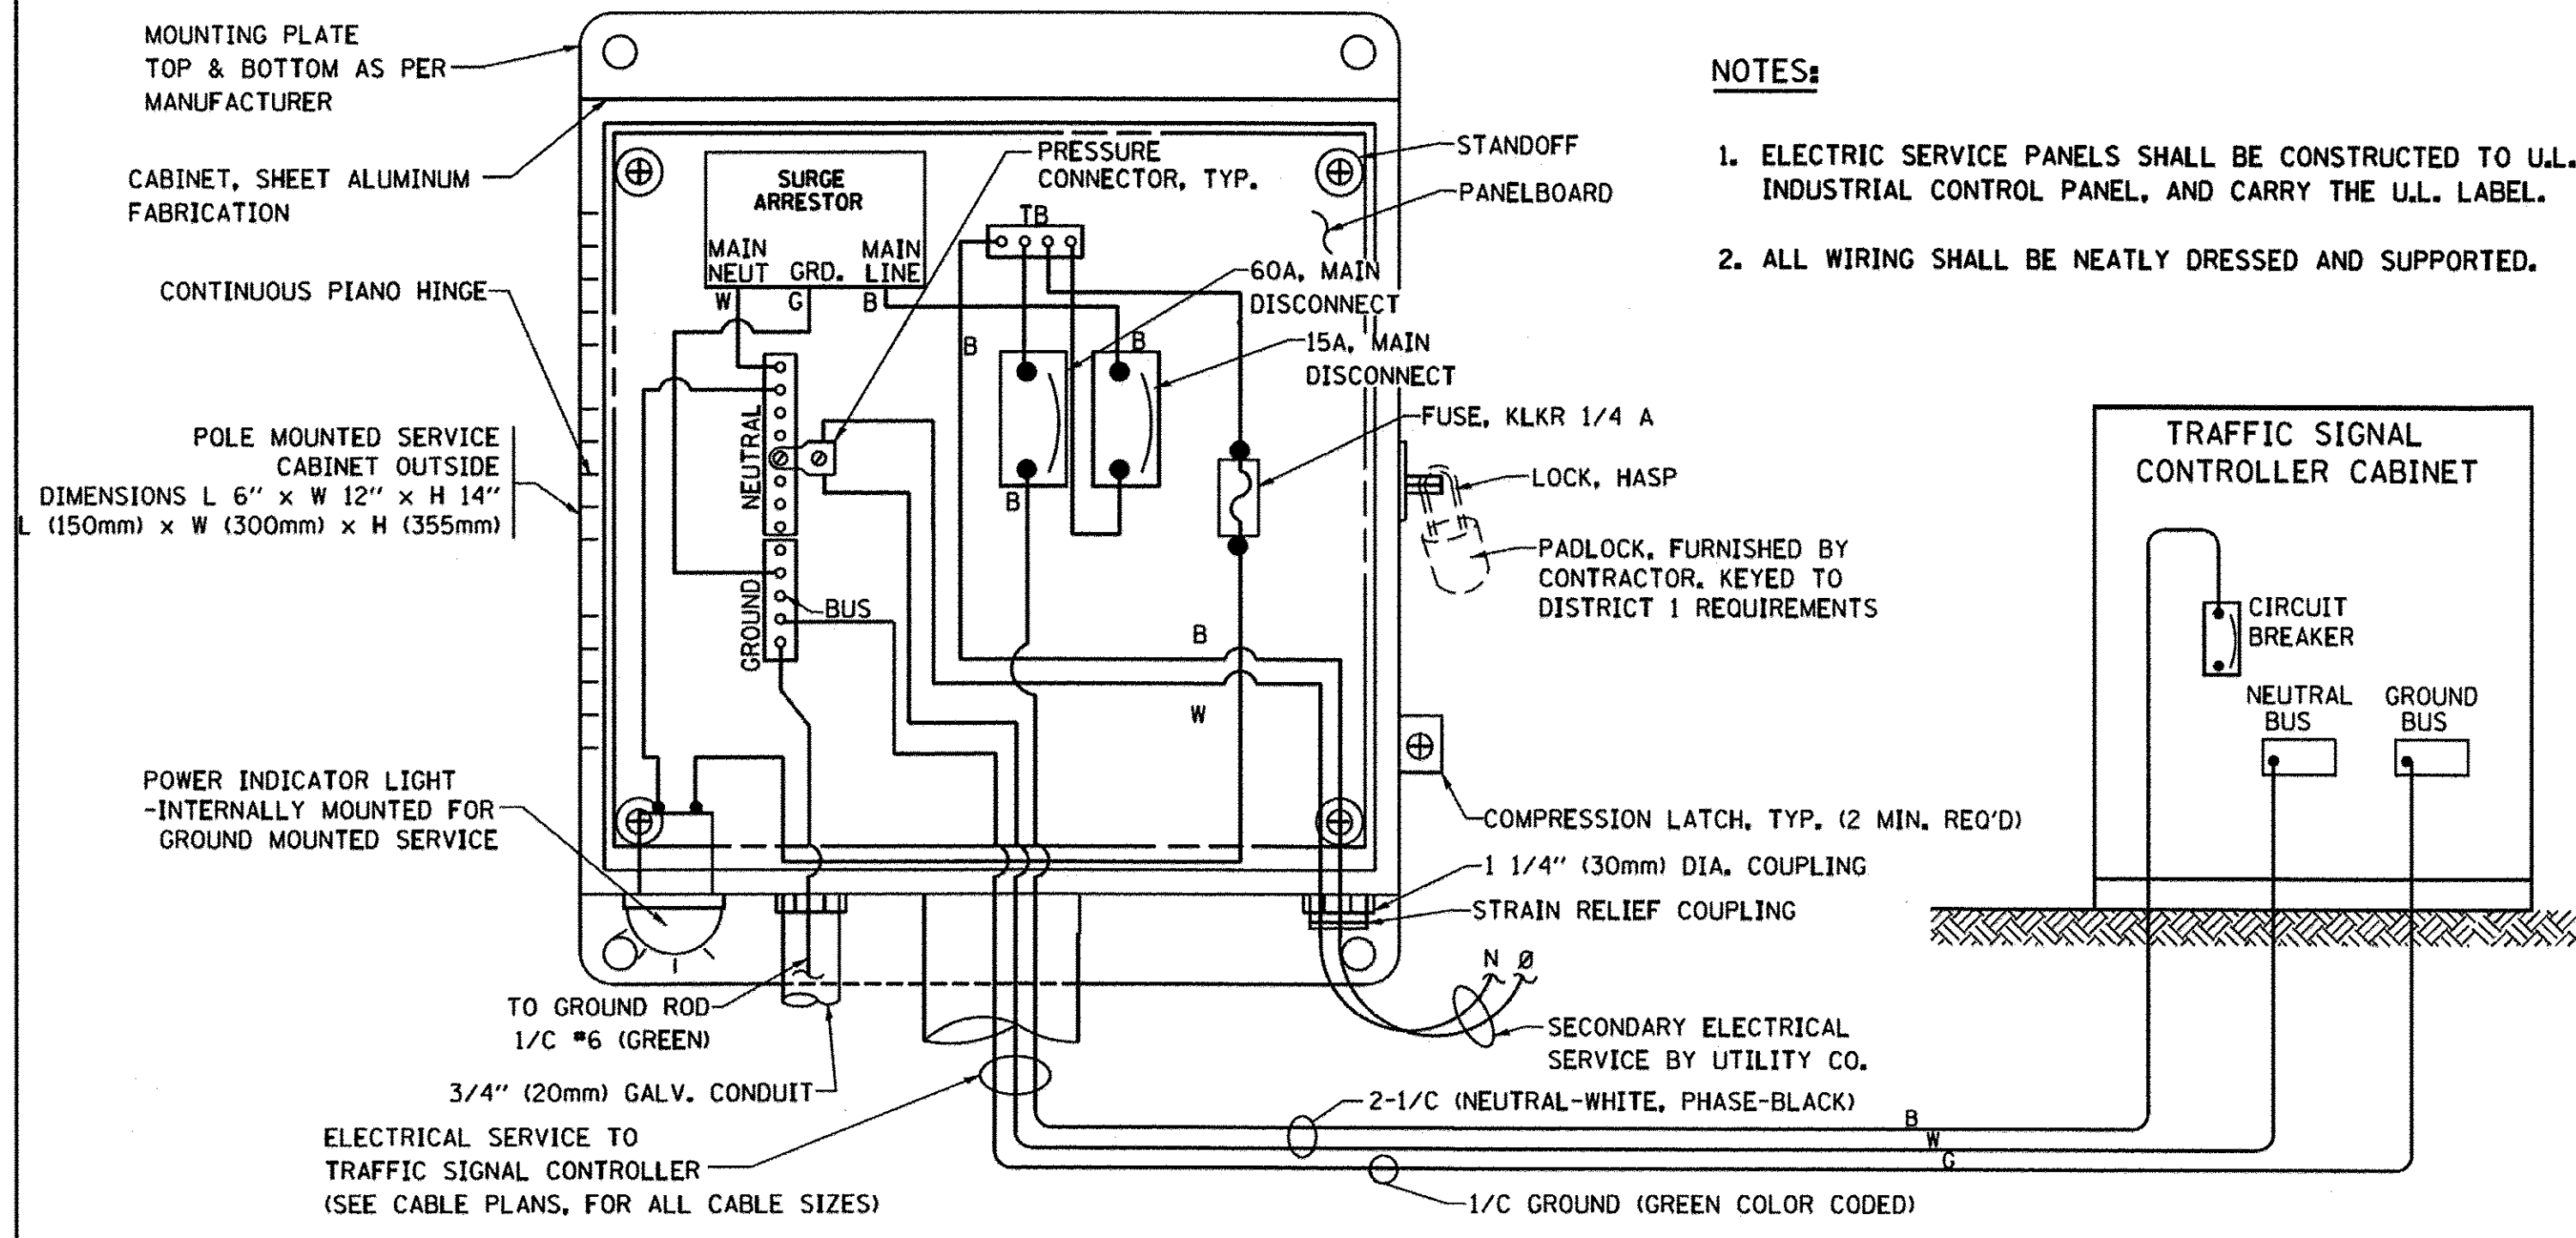 MOUNTING PLATE
TOP & BOTTOM AS PER
MANUFACTURER
CABINET, SHEET ALUMINUM
FABRICATION
CONTINUOUS PIANO HINGE
POLE MOUNTED SERVICE
CABINET OUTSIDE
DIMENSIONS L 6" x W 12" x H 14"
L (150mm) x W (300mm) x H (355mm)
POWER INDICATOR LIGHT
-INTERNALLY MOUNTED FOR
GROUND MOUNTED SERVICE
TO GROUND ROD
1/C #6 (GREEN)
3/4" (20mm) GALV. CONDUIT
ELECTRICAL SERVICE TO
TRAFFIC SIGNAL CONTROLLER
(SEE CABLE PLANS, FOR ALL CABLE SIZES)
SURGE
ARRESTOR
MAIN
NEUT
GRD.
MAIN
LINE
W
G
B
PRESSURE
CONNECTOR, TYP.
TB
B
B
B
NEUTRAL
GROUND
BUS
B
W
STANDOFF
PANELBOARD
60A, MAIN
DISCONNECT
15A, MAIN
DISCONNECT
FUSE, KLKR 1/4 A
LOCK, HASP
PADLOCK, FURNISHED BY
CONTRACTOR. KEYED TO
DISTRICT 1 REQUIREMENTS
COMPRESSION LATCH, TYP. (2 MIN. REQ'D)
1 1/4" (30mm) DIA. COUPLING
STRAIN RELIEF COUPLING
N Ø
SECONDARY ELECTRICAL
SERVICE BY UTILITY CO.
2-1/C (NEUTRAL-WHITE, PHASE-BLACK)
B
W
G
1/C GROUND (GREEN COLOR CODED)
NOTES:
1. ELECTRIC SERVICE PANELS SHALL BE CONSTRUCTED TO U.L.
INDUSTRIAL CONTROL PANEL, AND CARRY THE U.L. LABEL.
2. ALL WIRING SHALL BE NEATLY DRESSED AND SUPPORTED.
TRAFFIC SIGNAL
CONTROLLER CABINET
CIRCUIT
BREAKER
NEUTRAL
BUS
GROUND
BUS